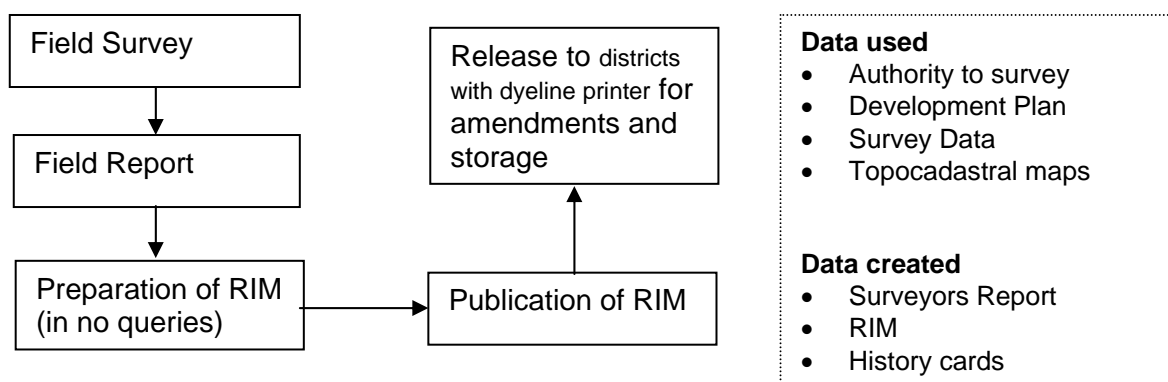 Field Survey
Field Report
Preparation of RIM
(in no queries)
Publication of RIM
Release to districts
with dyeline printer for
amendments and
storage
Data used
• Authority to survey
• Development Plan
• Survey Data
• Topocadastral maps
Data created
• Surveyors Report
• RIM
• History cards